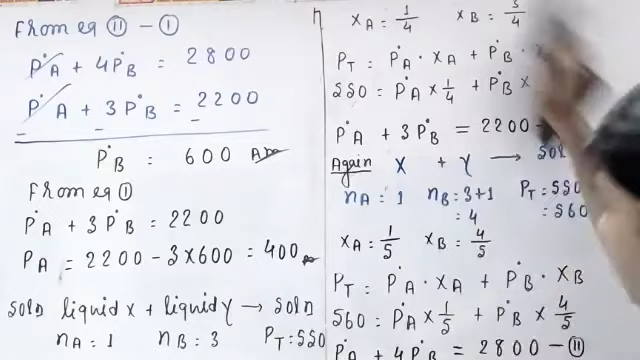 From eq (II) - (I)
P°A + 4P°B = 2800
P°A + 3P°B = 2200
P°B = 600 Ans
From eq (I)
P°A + 3P°B = 2200
PA = 2200 - 3×600 = 400
Soln liquid x + liquid y → Soln
nA = 1 nB = 3 PT = 550
xA = 1/4 xB = 3/4
PT = P°A · xA + P°B ·
550 = P°A × 1/4 + P°B ×
P°A + 3P°B = 2200 -
Again X + Y → Sol
nA = 1 nB = 3+1 PT = 550
= 4 = 560
xA = 1/5 xB = 4/5
PT = P°A · xA + P°B · xB
560 = P°A × 1/5 + P°B × 4/5
P°A + 4P°B = 2800 - (II)